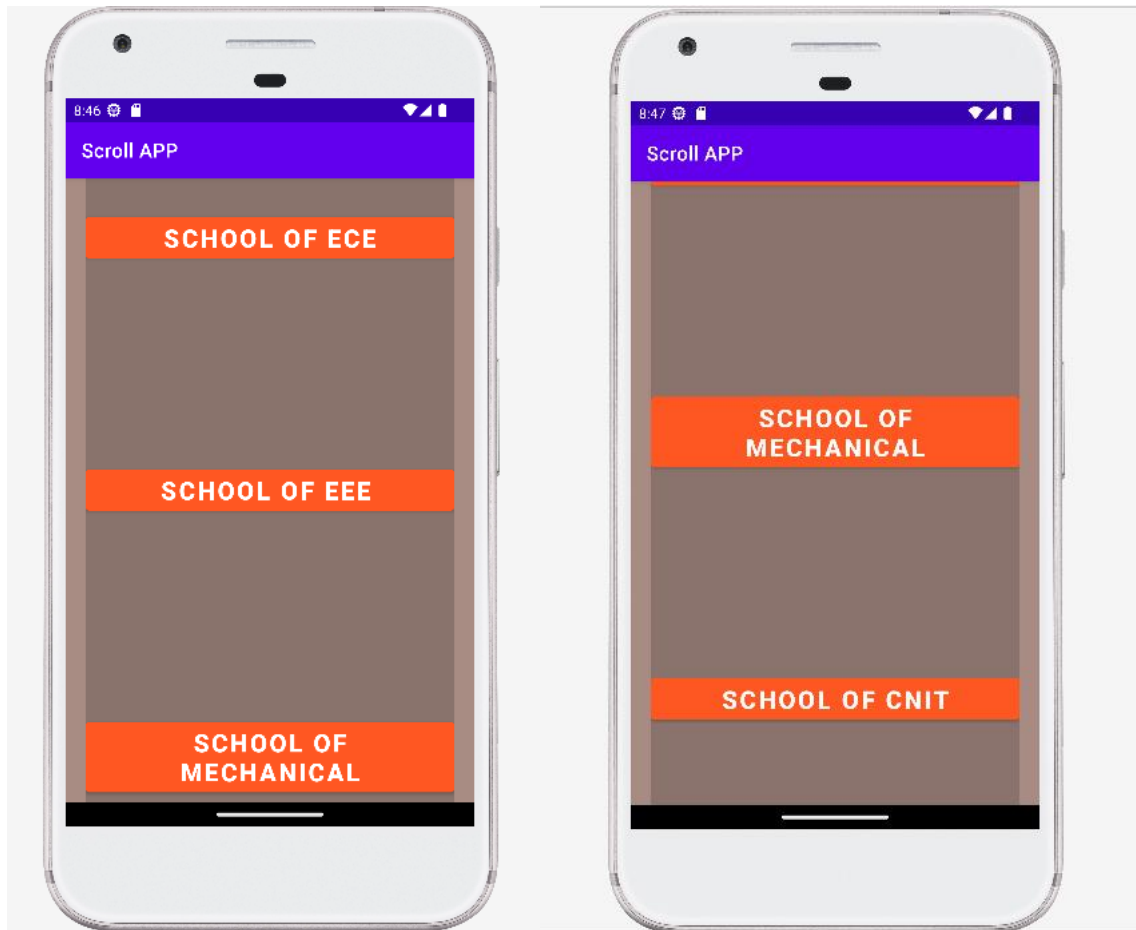 8:46
Scroll APP
SCHOOL OF ECE
SCHOOL OF EEE
SCHOOL OF
MECHANICAL
8:47
Scroll APP
SCHOOL OF
MECHANICAL
SCHOOL OF CNIT